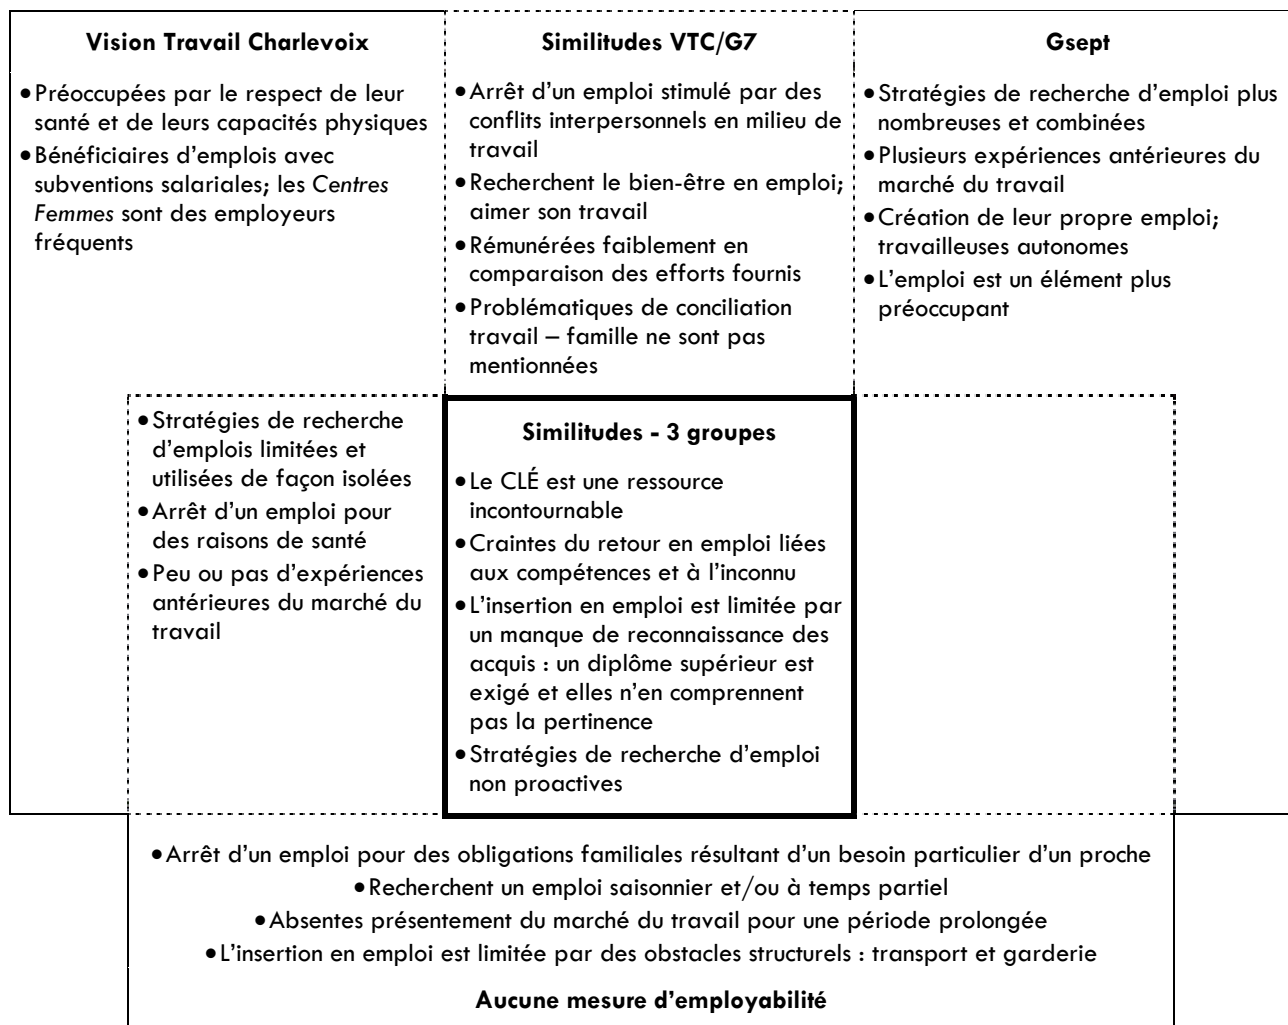 Vision Travail Charlevoix
•Préoccupées par le respect de leur
santé et de leurs capacités physiques
•Bénéficiaires d'emplois avec
subventions salariales; les Centres
Femmes sont des employeurs
fréquents
Similitudes VTC/G7
•Arrêt d'un emploi stimulé par des
conflits interpersonnels en milieu de
travail
•Recherchent le bien-être en emploi;
aimer son travail
•Rémunérées faiblement en
comparaison des efforts fournis
•Problématiques de conciliation
travail – famille ne sont pas
mentionnées
Gsept
•Stratégies de recherche d'emploi plus
nombreuses et combinées
•Plusieurs expériences antérieures du
marché du travail
•Création de leur propre emploi;
travailleuses autonomes
•L'emploi est un élément plus
préoccupant
•Stratégies de recherche
d'emplois limitées et
utilisées de façon isolées
•Arrêt d'un emploi pour
des raisons de santé
•Peu ou pas d'expériences
antérieures du marché du
travail
Similitudes - 3 groupes
•Le CLÉ est une ressource
incontournable
•Craintes du retour en emploi liées
aux compétences et à l'inconnu
•L'insertion en emploi est limitée par
un manque de reconnaissance des
acquis : un diplôme supérieur est
exigé et elles n'en comprennent
pas la pertinence
•Stratégies de recherche d'emploi
non proactives
•Arrêt d'un emploi pour des obligations familiales résultant d'un besoin particulier d'un proche
•Recherchent un emploi saisonnier et/ou à temps partiel
•Absentes présentement du marché du travail pour une période prolongée
•L'insertion en emploi est limitée par des obstacles structurels : transport et garderie
Aucune mesure d'employabilité